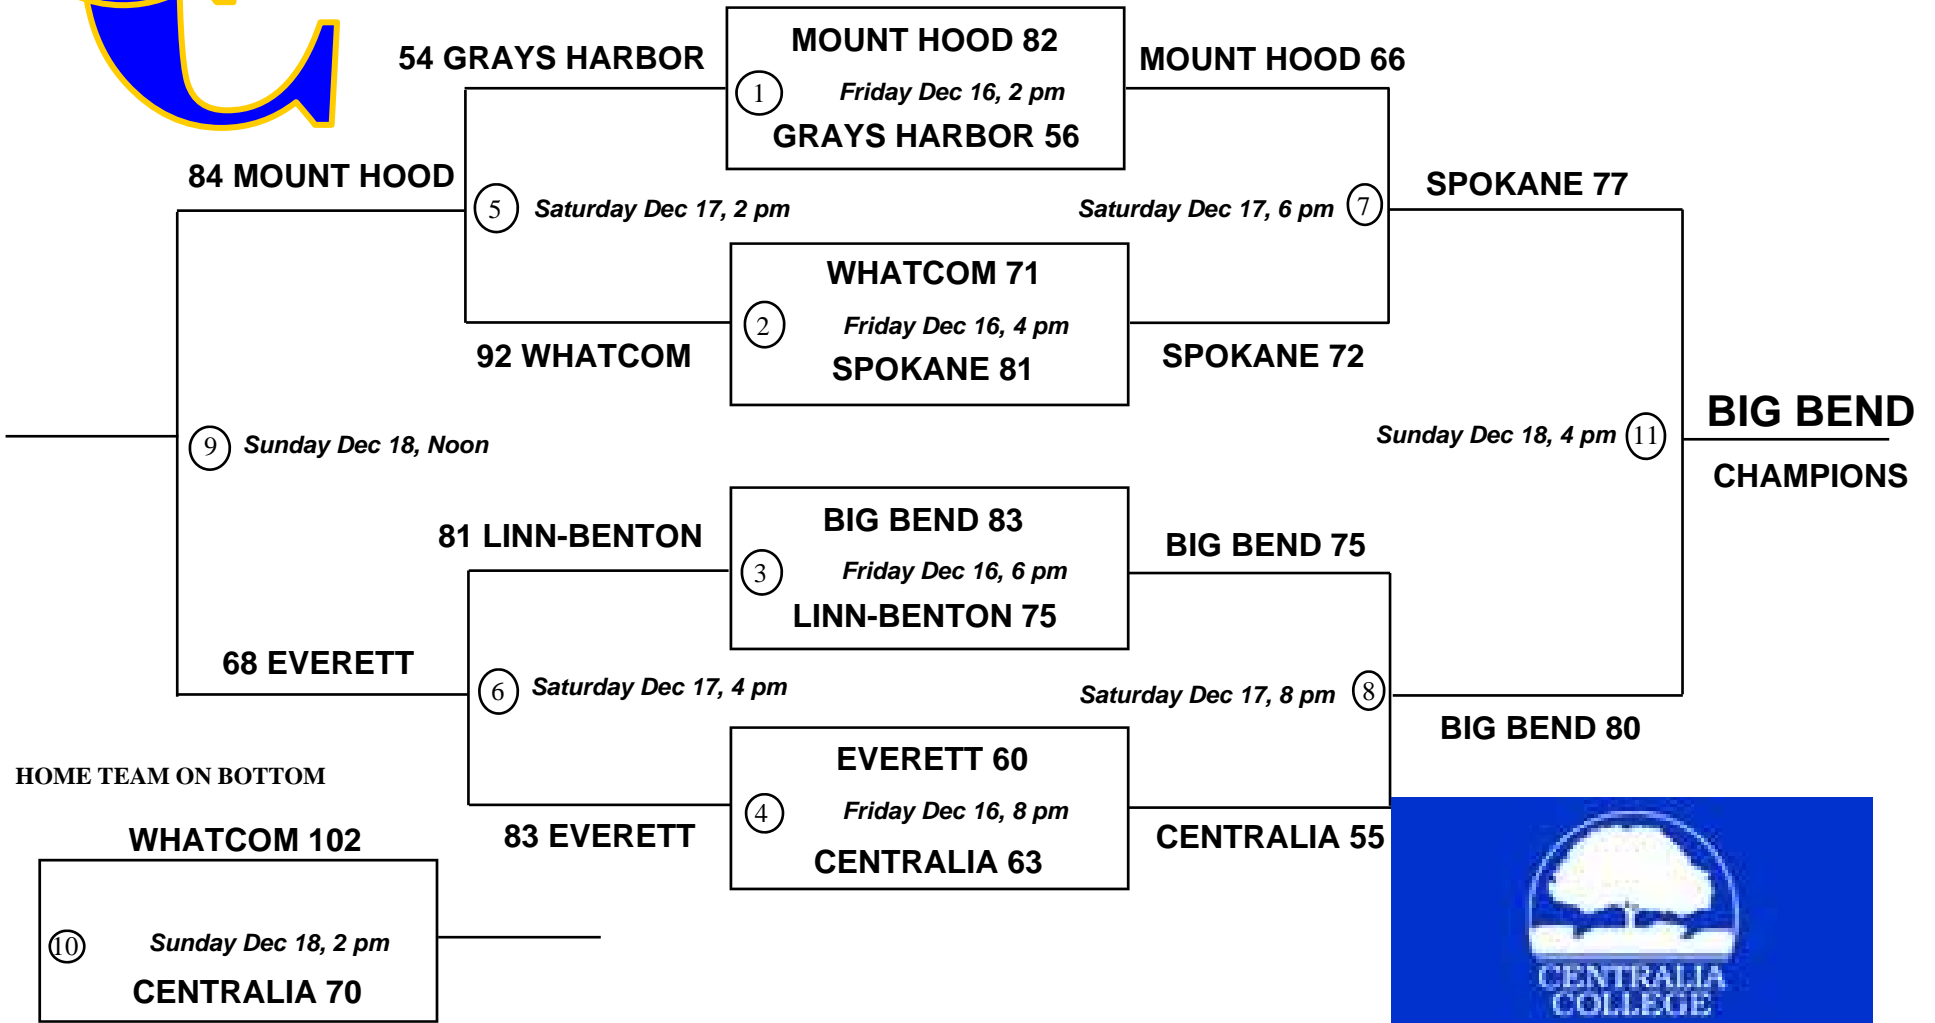 MOUNT HOOD 82
54 GRAYS HARBOR
MOUNT HOOD 66
1
Friday Dec 16, 2 pm
GRAYS HARBOR 56
84 MOUNT HOOD
SPOKANE 77
5
Saturday Dec 17, 2 pm
Saturday Dec 17, 6 pm
7
WHATCOM 71
2
Friday Dec 16, 4 pm
92 WHATCOM
SPOKANE 81
SPOKANE 72
BIG BEND
9
Sunday Dec 18, Noon
Sunday Dec 18, 4 pm
11
CHAMPIONS
BIG BEND 83
81 LINN-BENTON
BIG BEND 75
3
Friday Dec 16, 6 pm
LINN-BENTON 75
68 EVERETT
6
Saturday Dec 17, 4 pm
Saturday Dec 17, 8 pm
8
BIG BEND 80
EVERETT 60
HOME TEAM ON BOTTOM
4
Friday Dec 16, 8 pm
WHATCOM 102
83 EVERETT
CENTRALIA 55
CENTRALIA 63
10
Sunday Dec 18, 2 pm
CENTRALIA 70
CENTRALIA
COLLEGE